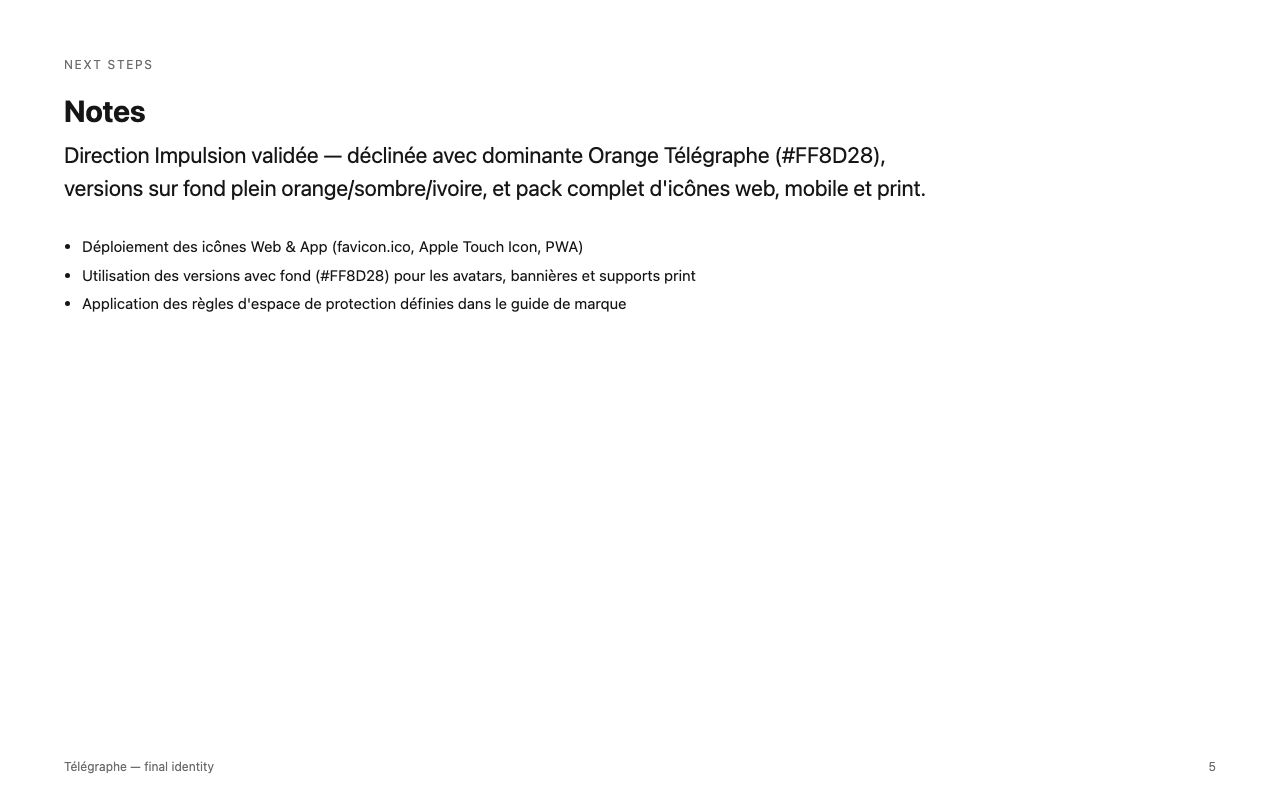 NEXT STEPS
Notes
Direction Impulsion validée — déclinée avec dominante Orange Télégraphe (#FF8D28),
versions sur fond plein orange/sombre/ivoire, et pack complet d'icônes web, mobile et print.
• Déploiement des icônes Web & App (favicon.ico, Apple Touch Icon, PWA)
• Utilisation des versions avec fond (#FF8D28) pour les avatars, bannières et supports print
• Application des règles d'espace de protection définies dans le guide de marque
Télégraphe — final identity
5